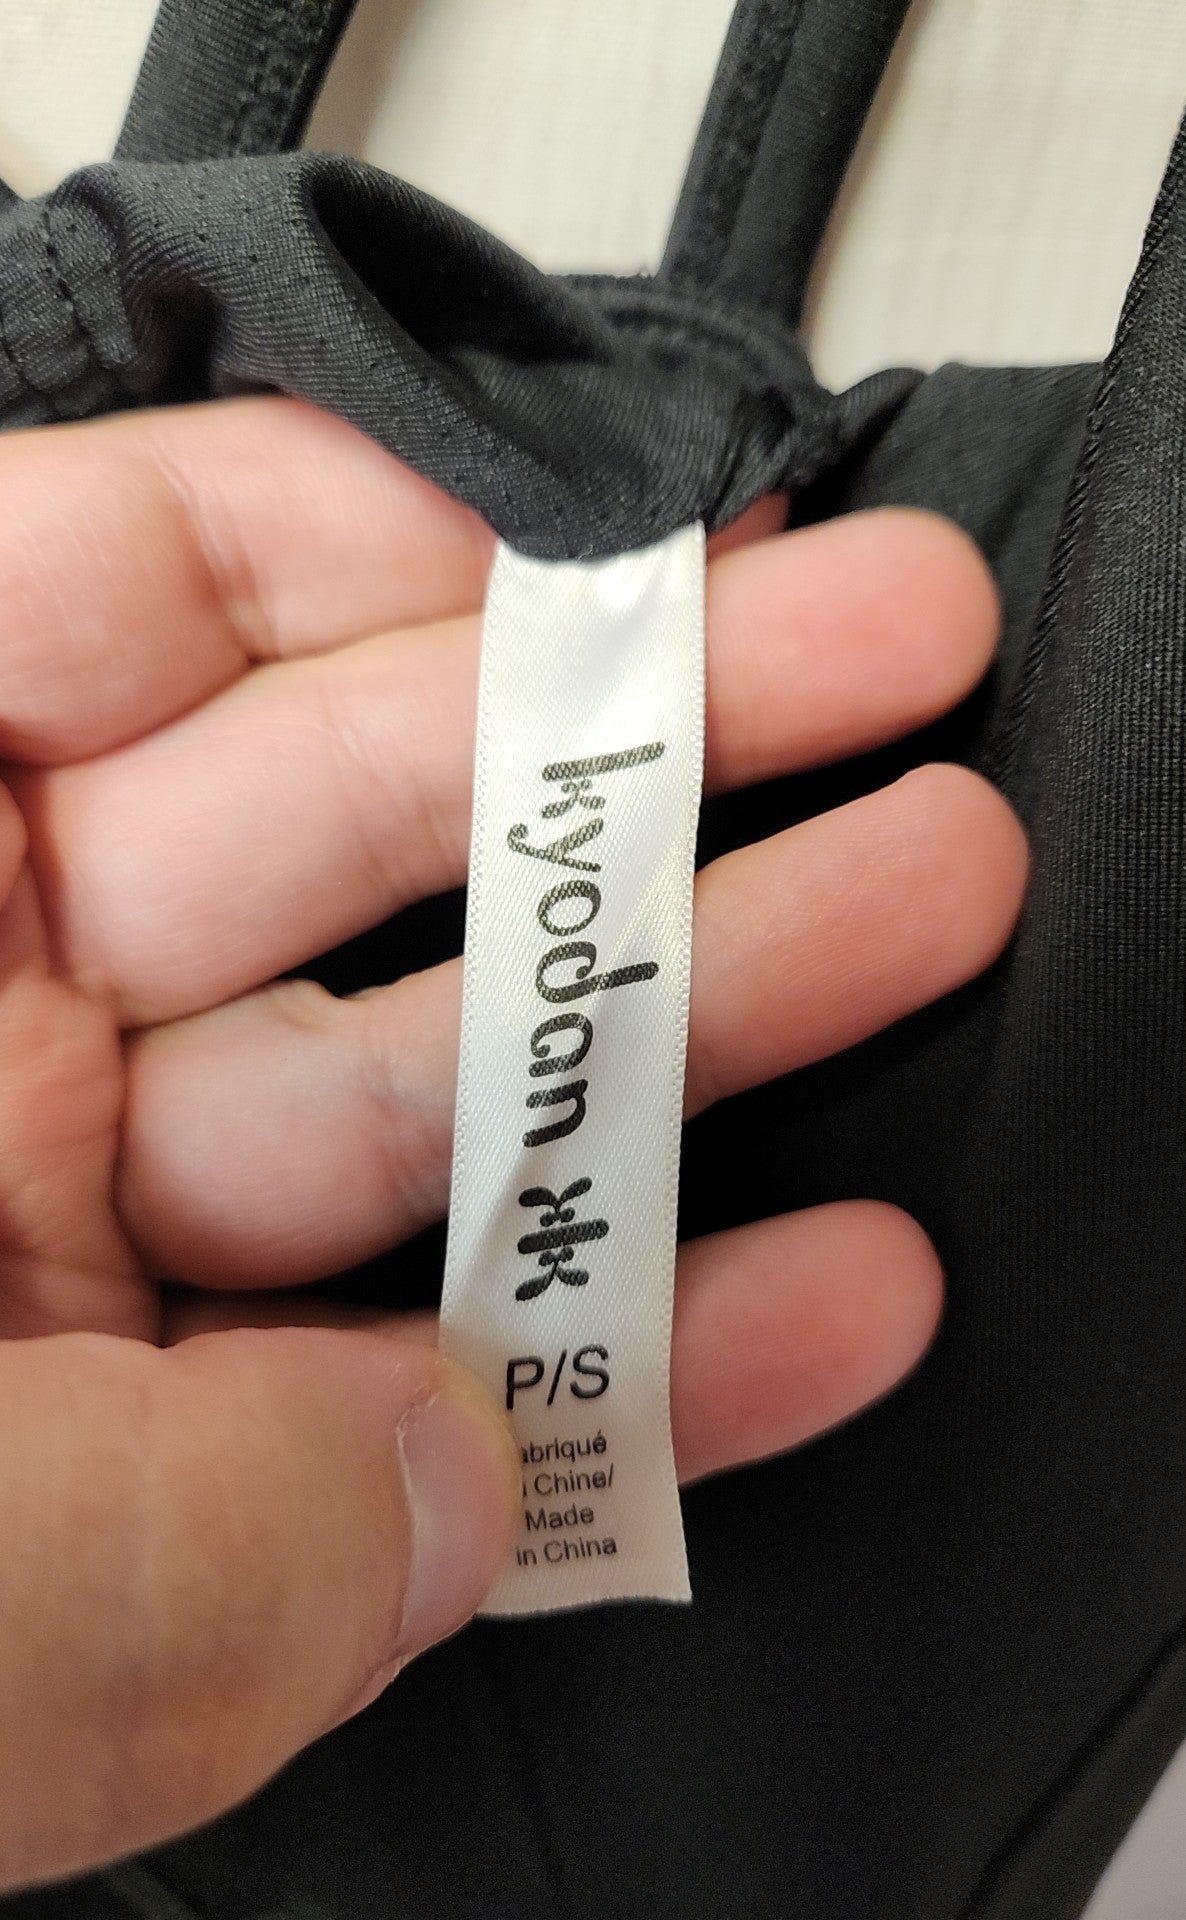 kyodan
P/S
abriqué
Chine/
Made
in China